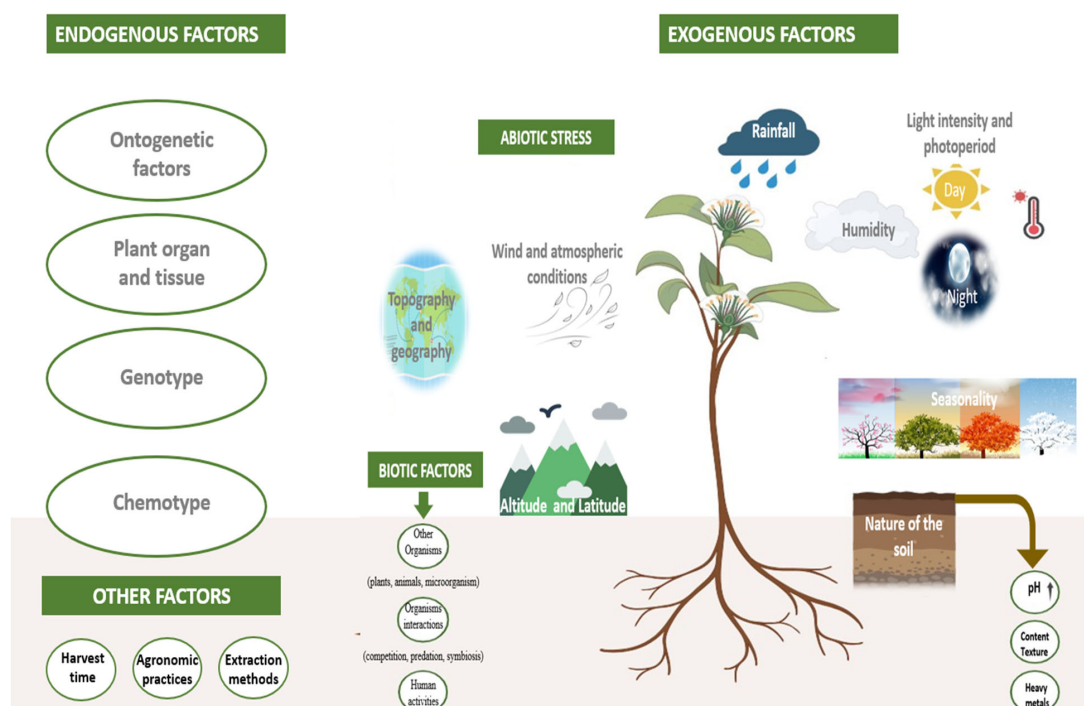 ENDOGENOUS FACTORS
Ontogenetic
factors
Plant organ
and tissue
Genotype
Chemotype
OTHER FACTORS
Harvest
time
Agronomic
practices
Extraction
methods
EXOGENOUS FACTORS
ABIOTIC STRESS
Rainfall
Light intensity and
photoperiod
Day
Humidity
Night
Wind and atmospheric
conditions
Topography
and
geography
Seasonality
Altitude and Latitude
BIOTIC FACTORS
Other
Organisms
(plants, animals, microorganism)
Organisms
interactions
(competition, predation, symbiosis)
Human
activities
Nature of the
soil
pH
Content
Texture
Heavy
metals